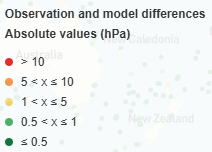 Observation and model differences
Absolute values (hPa)
New Caledonia
Australia
> 10
5 < x ≤ 10
1 < x ≤ 5
0.5 < x ≤ 1
New Zealand
≤ 0.5